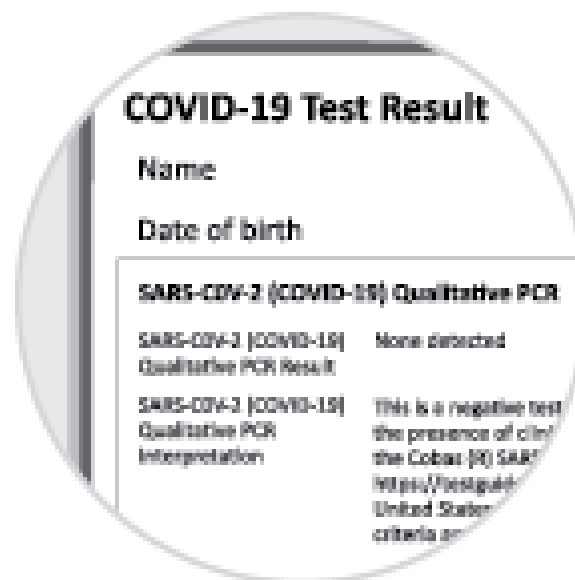 COVID-19 Test Result
Name
Date of birth
SARS-COV-2 (COVID-19) Qualitative PCR
SARS-COV-2 (COVID-19) None detected
Qualitative PCR Result
SARS-COV-2 (COVID-19) This is a negative test
Qualitative PCR the presence of
Interpretation the Cobas (R)
United
criteria